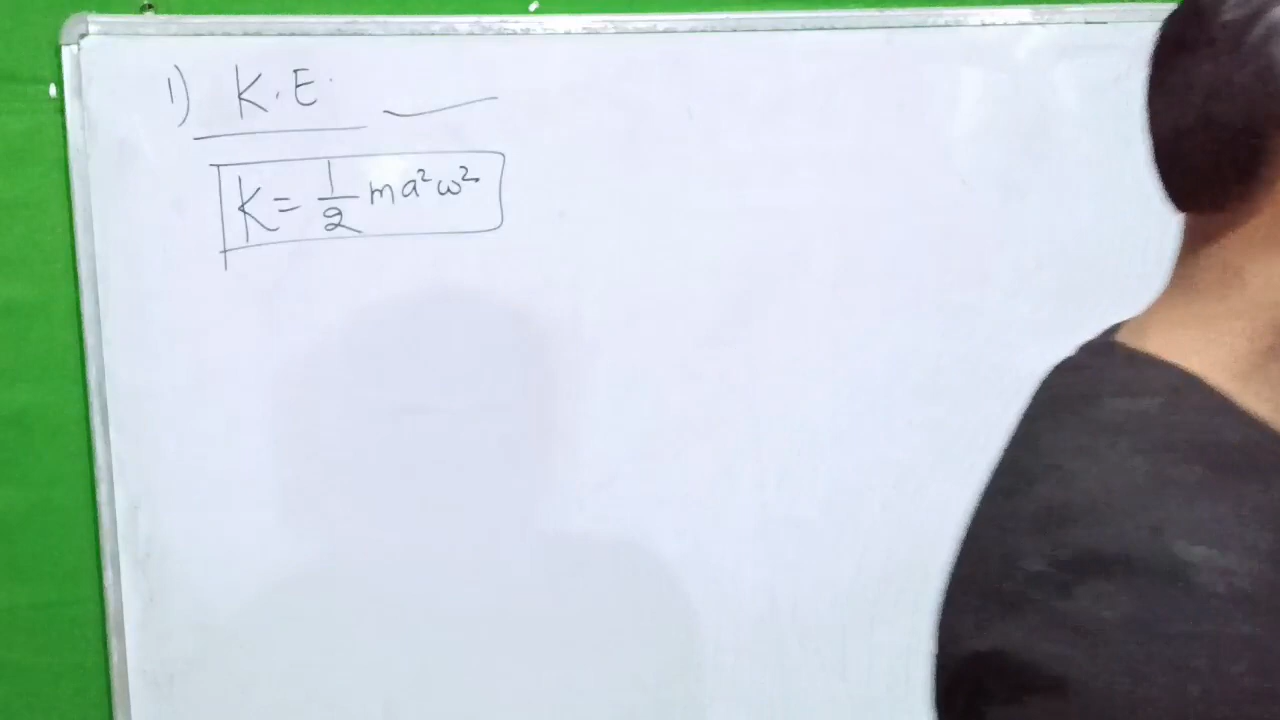 1) K.E.
K = 1/2 ma²ω²